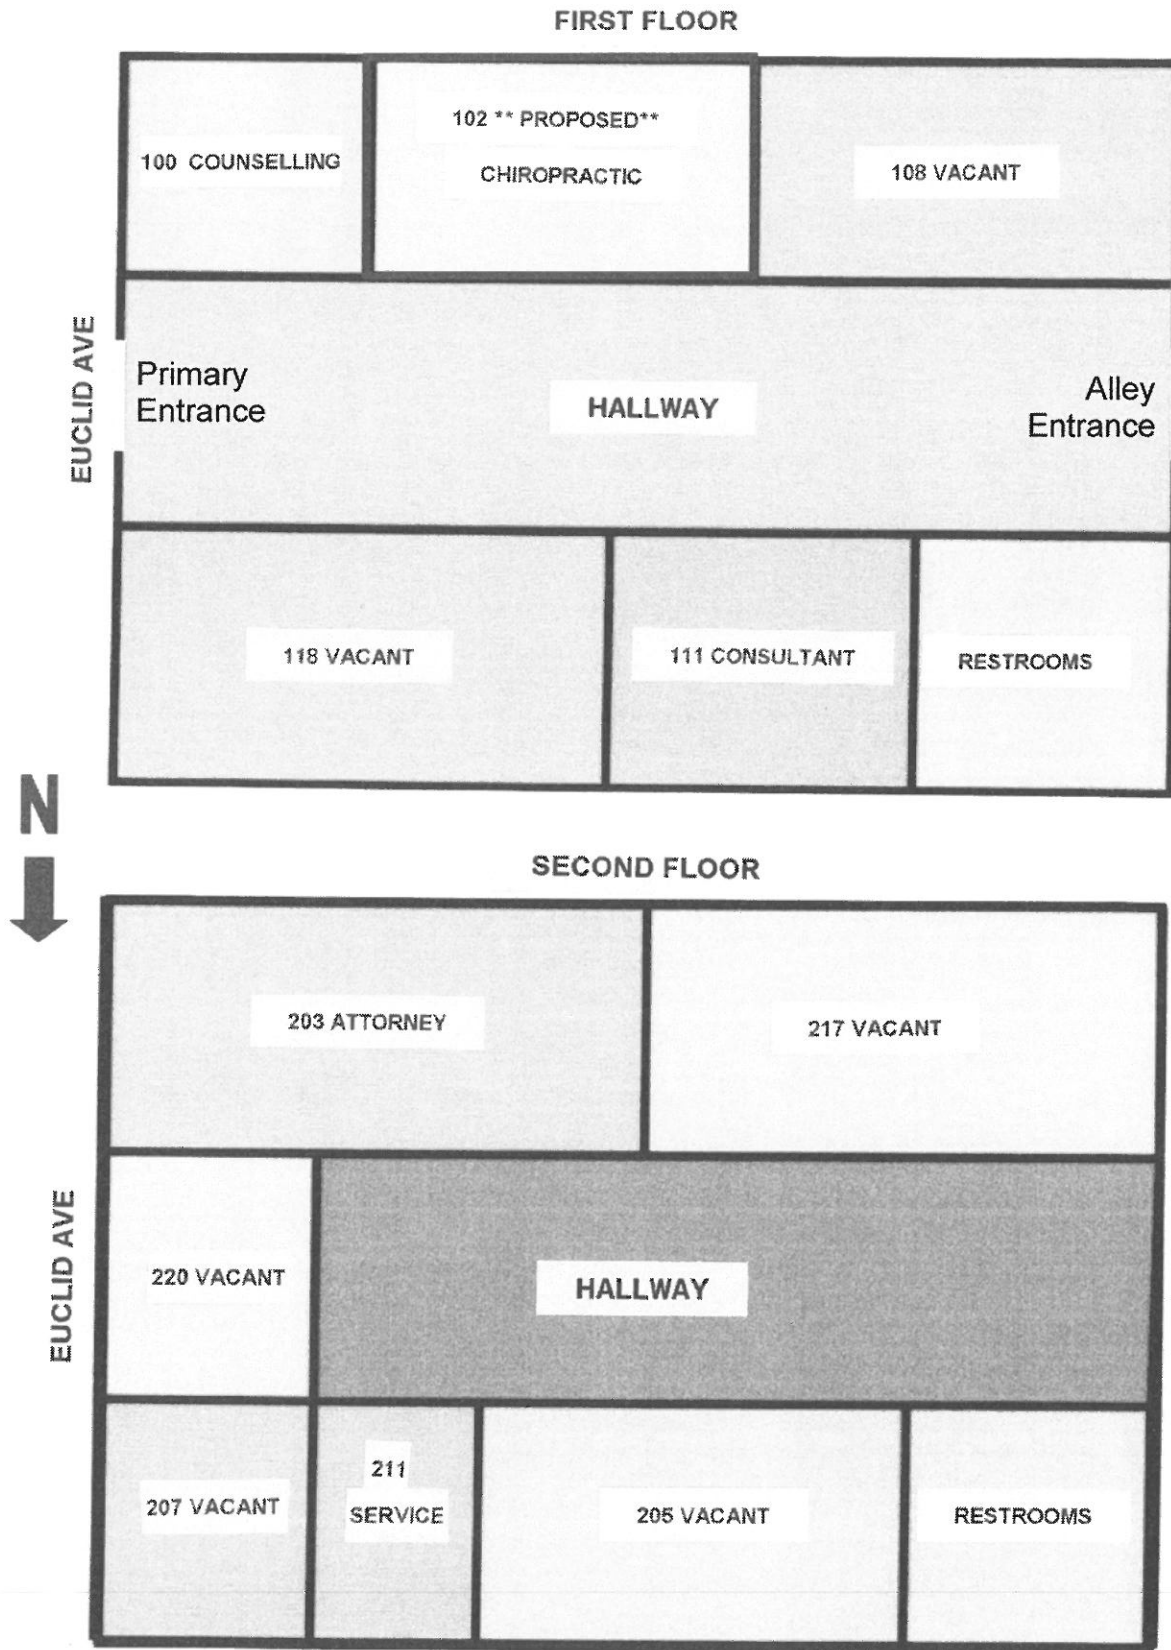 FIRST FLOOR
100 COUNSELLING
102 ** PROPOSED**
CHIROPRACTIC
108 VACANT
EUCLID AVE
Primary
Entrance
HALLWAY
Alley
Entrance
118 VACANT
111 CONSULTANT
RESTROOMS
N
SECOND FLOOR
203 ATTORNEY
217 VACANT
EUCLID AVE
220 VACANT
HALLWAY
207 VACANT
211
SERVICE
205 VACANT
RESTROOMS